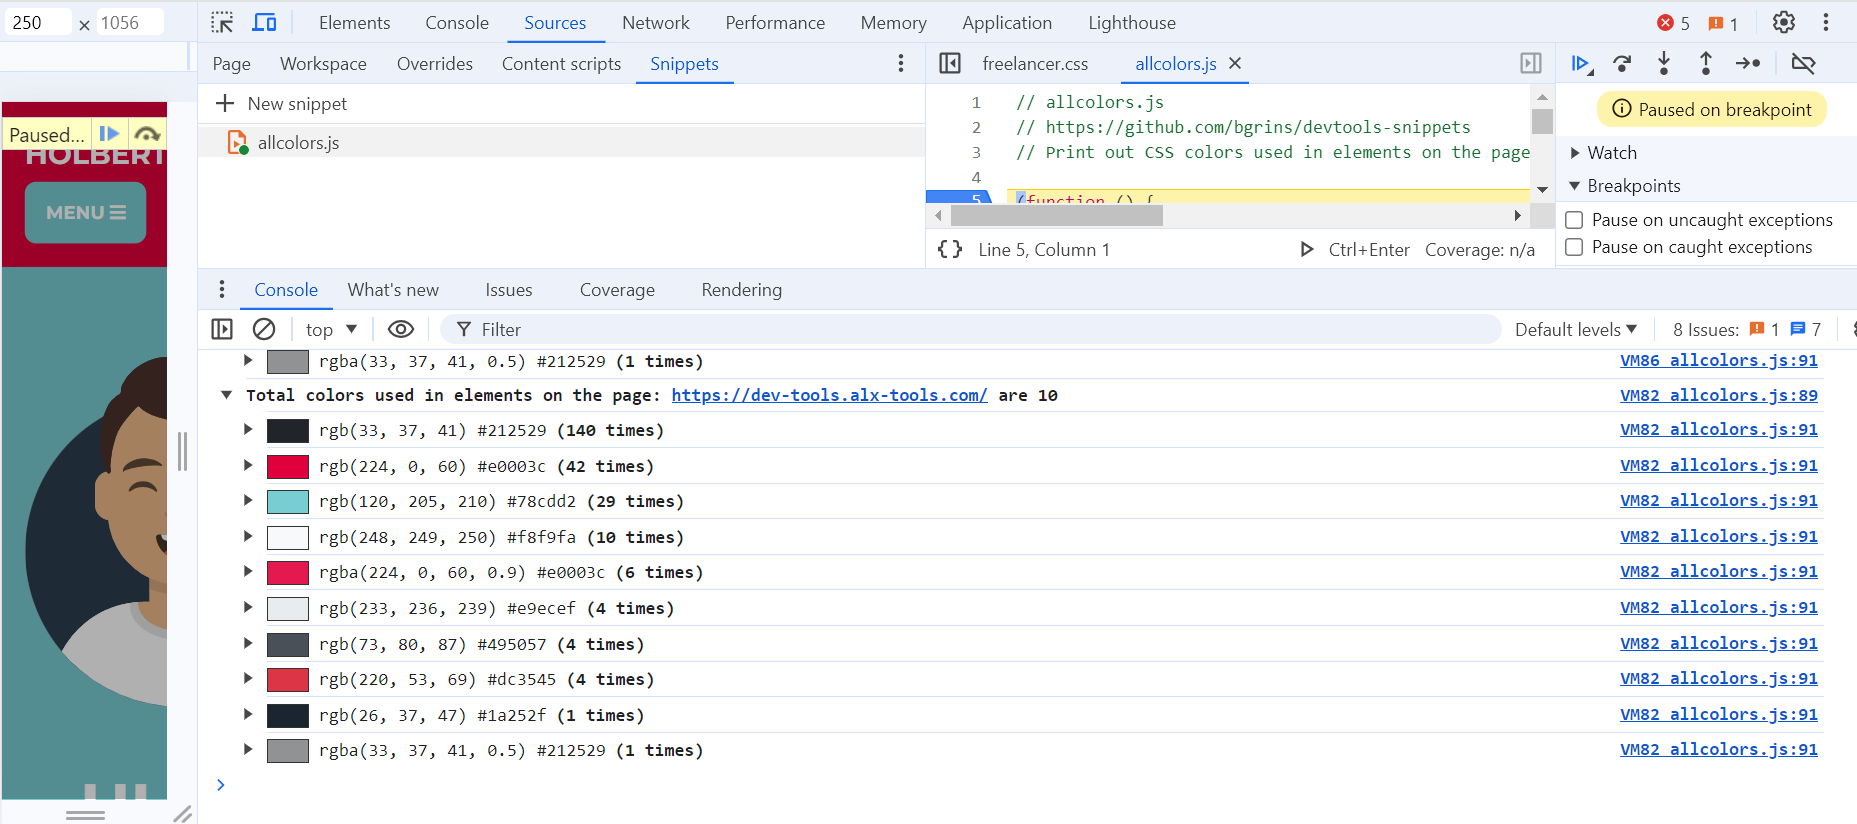 250 × 1056
Elements Console Sources Network Performance Memory Application Lighthouse 5 1
Page Workspace Overrides Content scripts Snippets
freelancer.css allcolors.js
New snippet
allcolors.js
1 // allcolors.js
2 // https://github.com/bgrins/devtools-snippets
3 // Print out CSS colors used in elements on the page
4
5 (function () {
{} Line 5, Column 1 Ctrl+Enter Coverage: n/a
Paused on breakpoint
Watch
Breakpoints
Pause on uncaught exceptions
Pause on caught exceptions
Paused...
HOLBERT
MENU
Console What's new Issues Coverage Rendering
top Filter Default levels 8 Issues: 1 7
rgba(33, 37, 41, 0.5) #212529 (1 times) VM86 allcolors.js:91
Total colors used in elements on the page: https://dev-tools.alx-tools.com/ are 10 VM82 allcolors.js:89
rgb(33, 37, 41) #212529 (140 times) VM82 allcolors.js:91
rgb(224, 0, 60) #e0003c (42 times) VM82 allcolors.js:91
rgb(120, 205, 210) #78cdd2 (29 times) VM82 allcolors.js:91
rgb(248, 249, 250) #f8f9fa (10 times) VM82 allcolors.js:91
rgba(224, 0, 60, 0.9) #e0003c (6 times) VM82 allcolors.js:91
rgb(233, 236, 239) #e9ecef (4 times) VM82 allcolors.js:91
rgb(73, 80, 87) #495057 (4 times) VM82 allcolors.js:91
rgb(220, 53, 69) #dc3545 (4 times) VM82 allcolors.js:91
rgb(26, 37, 47) #1a252f (1 times) VM82 allcolors.js:91
rgba(33, 37, 41, 0.5) #212529 (1 times) VM82 allcolors.js:91